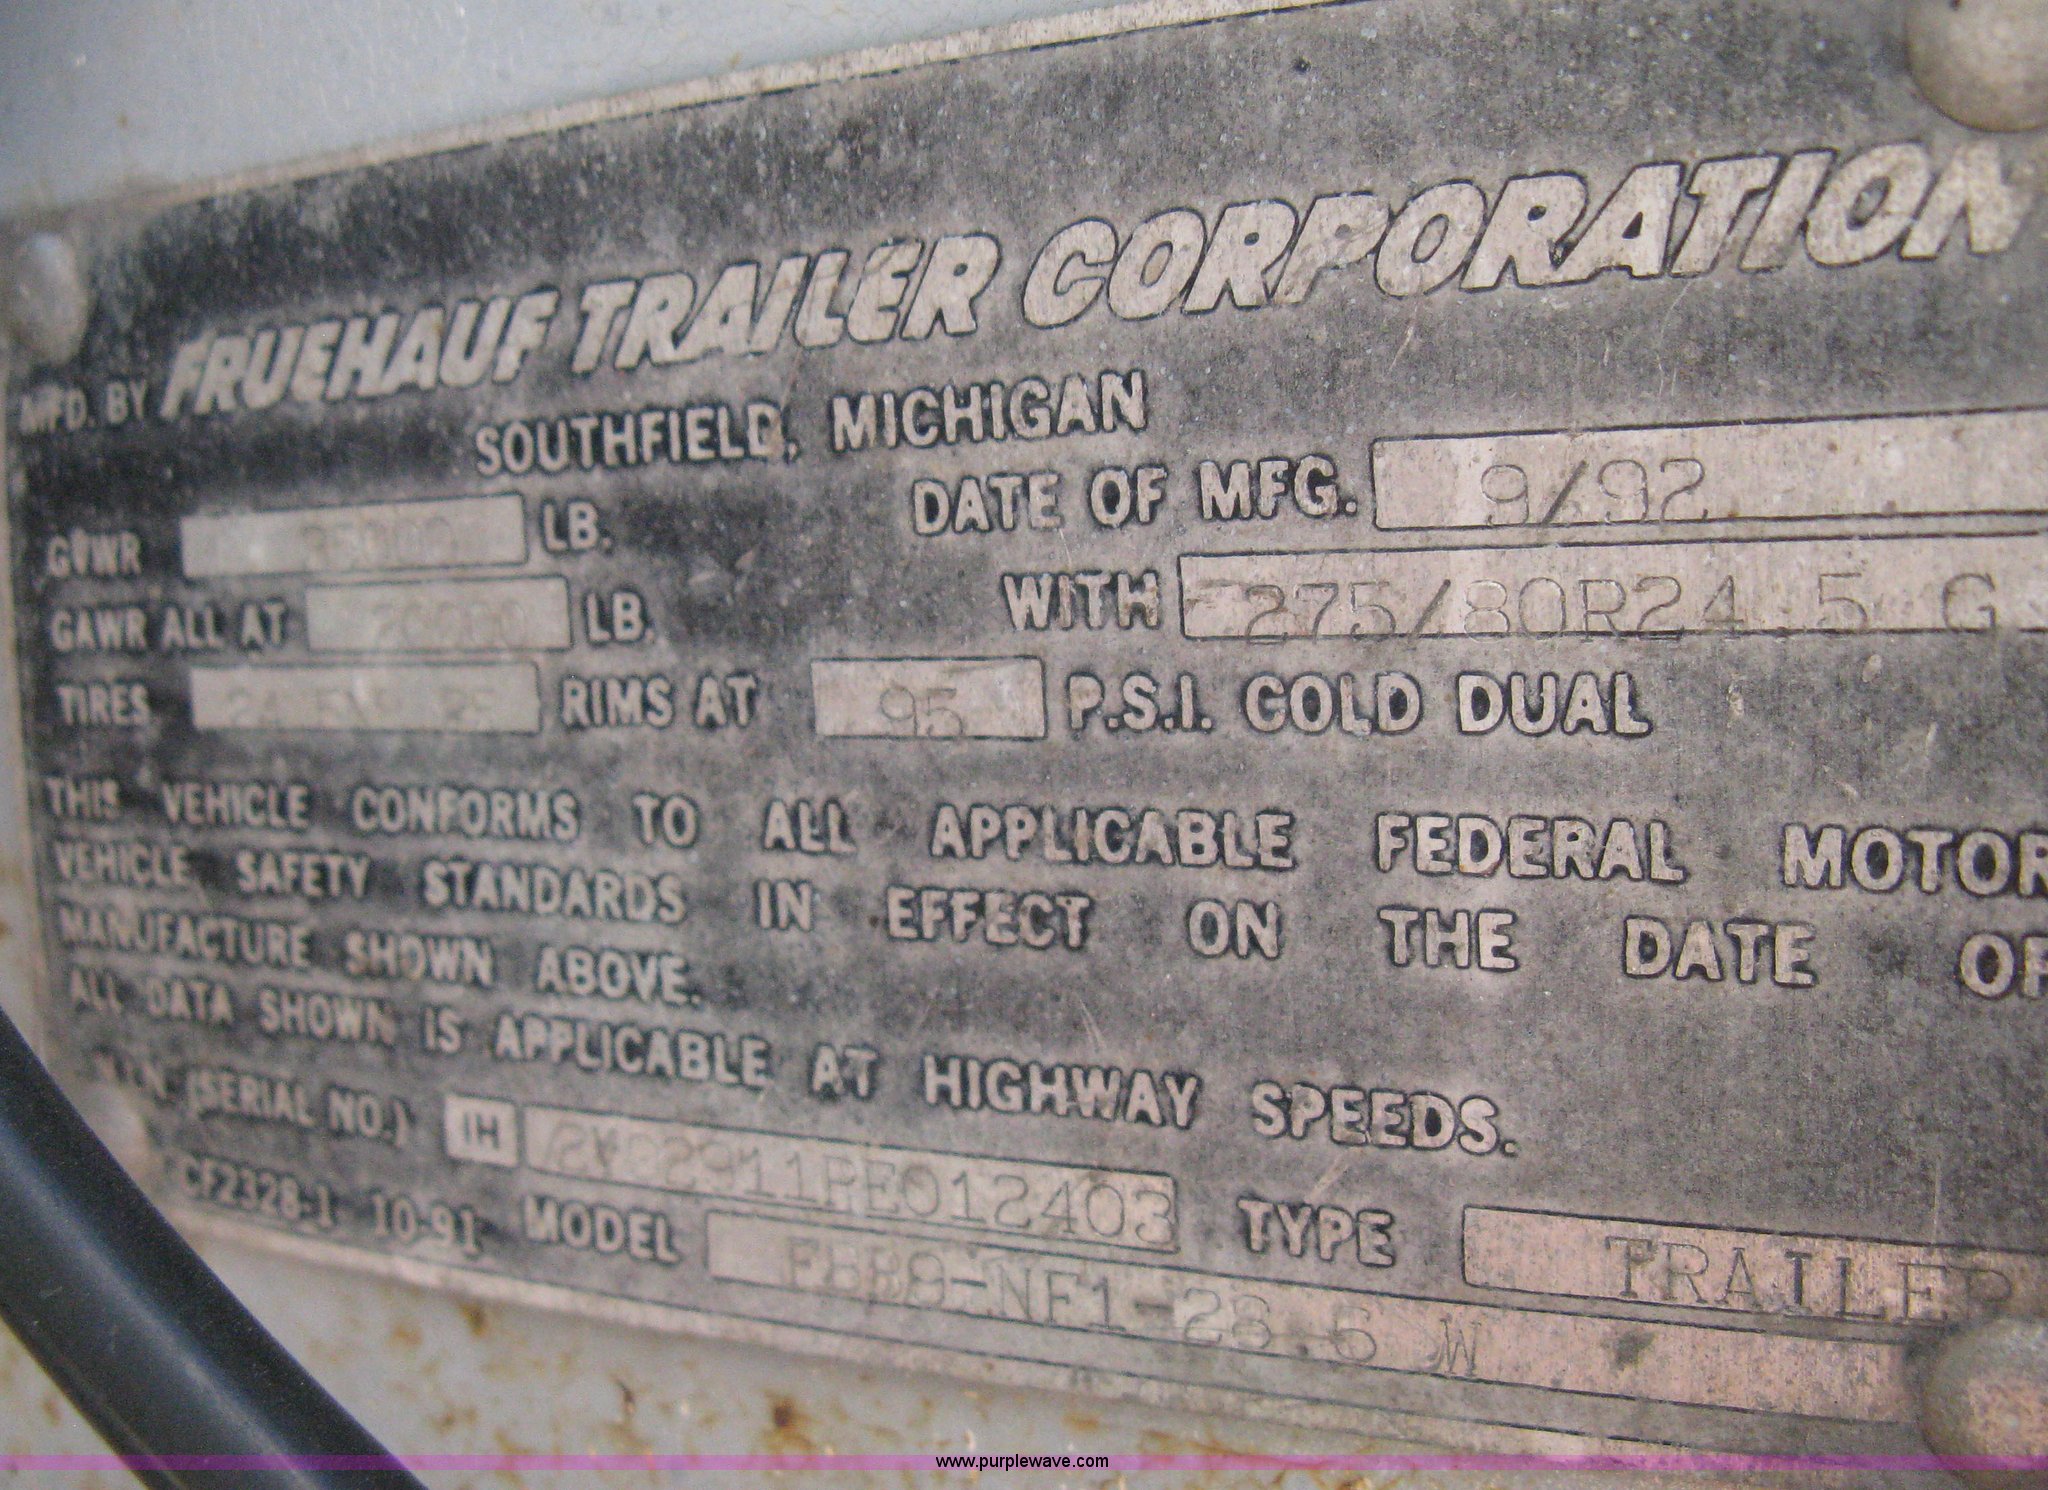 MFD. BY FRUEHAUF TRAILER CORPORATION
SOUTHFIELD, MICHIGAN
DATE OF MFG. 9/92
GVWR LB.
GAWR ALL AT LB. WITH 275/80R24.5 G
TIRES RIMS AT 95 P.S.I. COLD DUAL
THIS VEHICLE CONFORMS TO ALL APPLICABLE FEDERAL MOTOR
VEHICLE SAFETY STANDARDS IN EFFECT ON THE DATE OF
MANUFACTURE SHOWN ABOVE.
ALL DATA SHOWN IS APPLICABLE AT HIGHWAY SPEEDS.
V.I.N. (SERIAL NO.) 1H
CF2328-1 10-91 MODEL TYPE TRAILER
www.purplewave.com